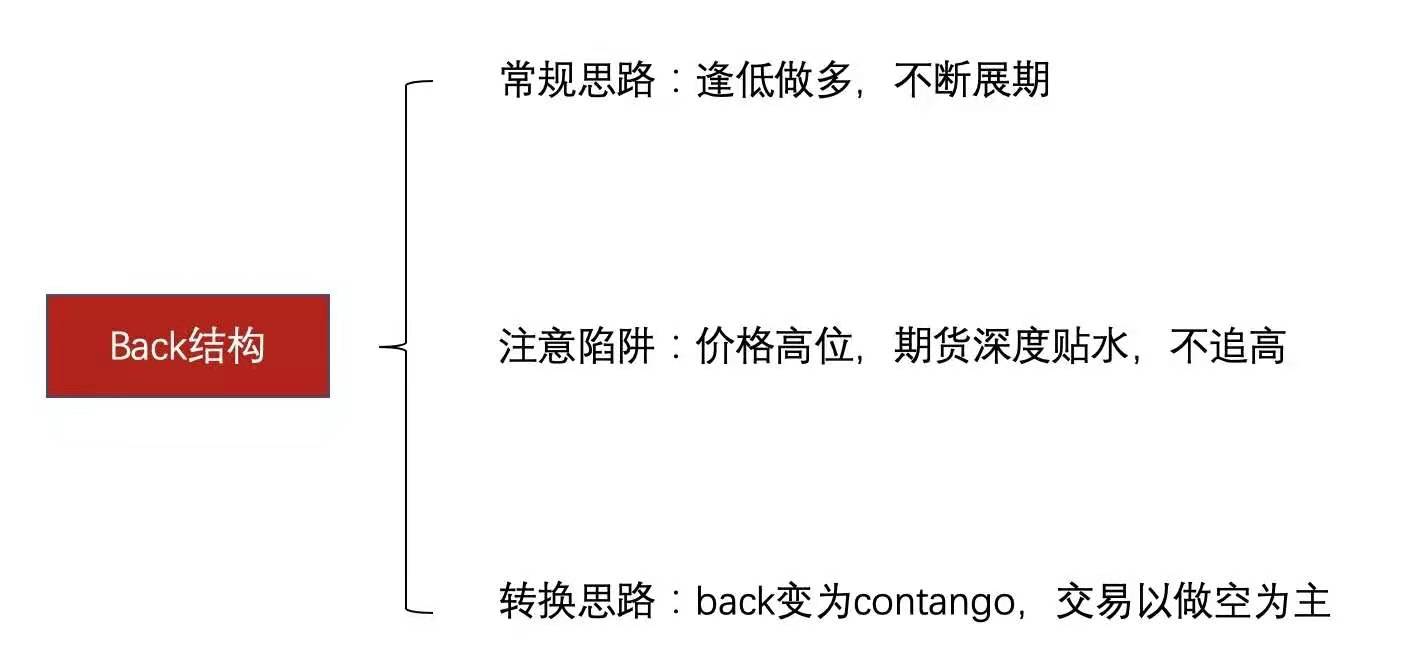 常规思路：逢低做多，不断展期
Back结构
注意陷阱：价格高位，期货深度贴水，不追高
转换思路：back变为contango，交易以做空为主